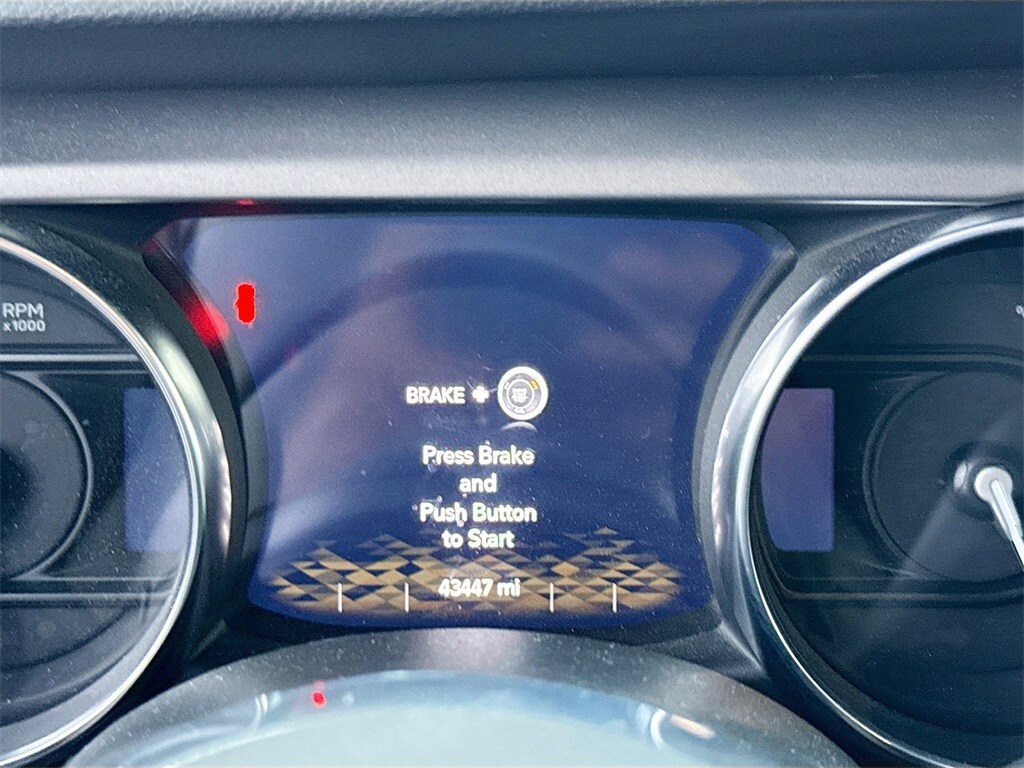 RPM
x1000
BRAKE +
Press Brake
and
Push Button
to Start
43447 mi